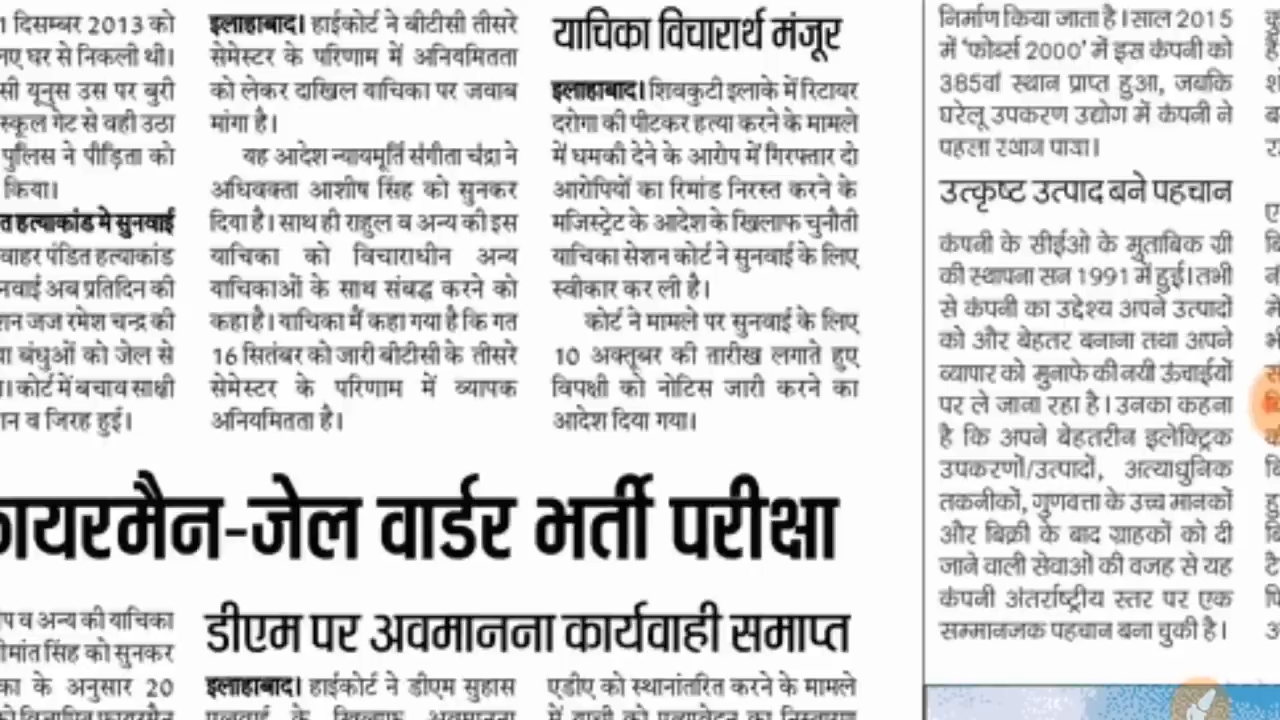 1 दिसम्बर 2013 को
नए घर से निकली थी।
सी यूनुस उस पर बुरी
स्कूल गेट से वही उठा
पुलिस ने पीड़िता को
किया।
त हत्याकांड मे सुनवाई
वाहर पंडित हत्याकांड
नवाई अब प्रतिदिन की
शन जज रमेश चन्द्र की
या बंधुओं को जेल से
। कोर्ट में बचाव साक्षी
न व जिरह हुई।
इलाहाबाद। हाईकोर्ट ने बीटीसी तीसरे
सेमेस्टर के परिणाम में अनियमितता
को लेकर दाखिल याचिका पर जवाब
मांगा है।
यह आदेश न्यायमूर्ति संगीता चंद्रा ने
अधिवक्ता आशीष सिंह को सुनकर
दिया है। साथ ही राहुल व अन्य की इस
याचिका को विचाराधीन अन्य
याचिकाओं के साथ संबद्ध करने को
कहा है। याचिका में कहा गया है कि गत
16 सितंबर को जारी बीटीसी के तीसरे
सेमेस्टर के परिणाम में व्यापक
अनियमितता है।
याचिका विचारार्थ मंजूर
इलाहाबाद। शिवकुटी इलाके में रिटायर
दरोगा की पीटकर हत्या करने के मामले
में धमकी देने के आरोप में गिरफ्तार दो
आरोपियों का रिमांड निरस्त करने के
मजिस्ट्रेट के आदेश के खिलाफ चुनौती
याचिका सेशन कोर्ट ने सुनवाई के लिए
स्वीकार कर ली है।
कोर्ट ने मामले पर सुनवाई के लिए
10 अक्तूबर की तारीख लगाते हुए
विपक्षी को नोटिस जारी करने का
आदेश दिया गया।
फायरमैन-जेल वार्डर भर्ती परीक्षा
प व अन्य की याचिका
मांत सिंह को सुनकर
का के अनुसार 20
को विज्ञापित फायरमैन
डीएम पर अवमानना कार्यवाही समाप्त
इलाहाबाद। हाईकोर्ट ने डीएम सुहास
एलवाई के खिलाफ अवमानना
एडीए को स्थानांतरित करने के मामले
में याची को प्रत्यावेदन का निस्तारण
निर्माण किया जाता है। साल 2015
में 'फोर्ब्स 2000' में इस कंपनी को
385वां स्थान प्राप्त हुआ, जबकि
घरेलू उपकरण उद्योग में कंपनी ने
पहला स्थान पाया।
उत्कृष्ट उत्पाद बने पहचान
कंपनी के सीईओ के मुताबिक ग्री
की स्थापना सन 1991 में हुई। तभी
से कंपनी का उद्देश्य अपने उत्पादों
को और बेहतर बनाना तथा अपने
व्यापार को मुनाफे की नयी ऊंचाईयों
पर ले जाना रहा है। उनका कहना
है कि अपने बेहतरीन इलेक्ट्रिक
उपकरणों/उत्पादों, अत्याधुनिक
तकनीकों, गुणवत्ता के उच्च मानकों
और बिक्री के बाद ग्राहकों को दी
जाने वाली सेवाओं की वजह से यह
कंपनी अंतर्राष्ट्रीय स्तर पर एक
सम्मानजक पहचान बना चुकी है।